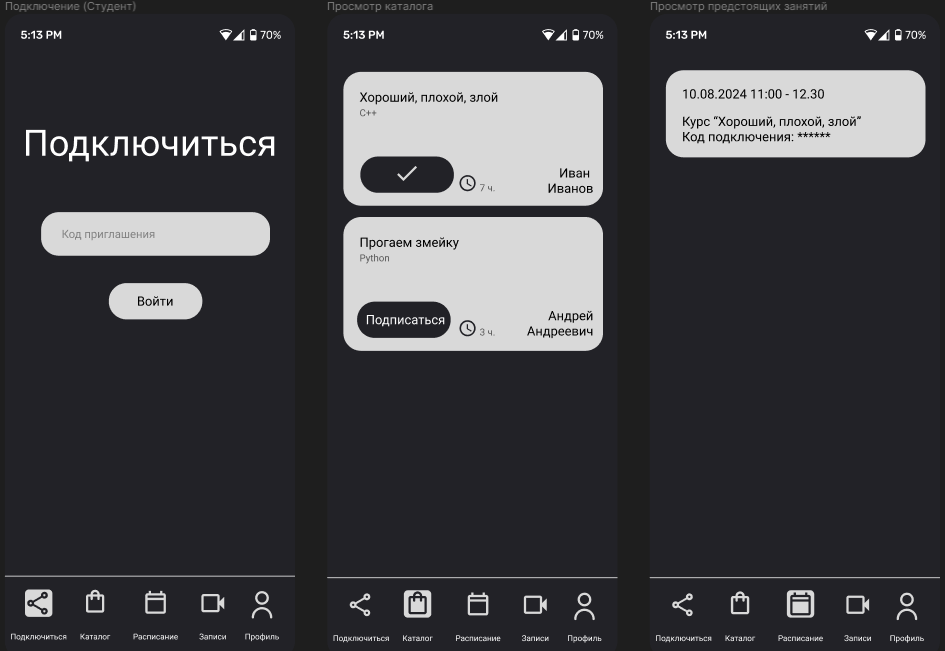 Подключение (Студент)
5:13 PM
70%
Подключиться
Код приглашения
Войти
Подключиться
Каталог
Расписание
Записи
Профиль
Просмотр каталога
5:13 PM
70%
Хороший, плохой, злой
C++
7 ч.
Иван
Иванов
Прогаем змейку
Python
Подписаться
3 ч.
Андрей
Андреевич
Подключиться
Каталог
Расписание
Записи
Профиль
Просмотр предстоящих занятий
5:13 PM
70%
10.08.2024 11:00 - 12.30
Курс “Хороший, плохой, злой”
Код подключения: ******
Подключиться
Каталог
Расписание
Записи
Профиль